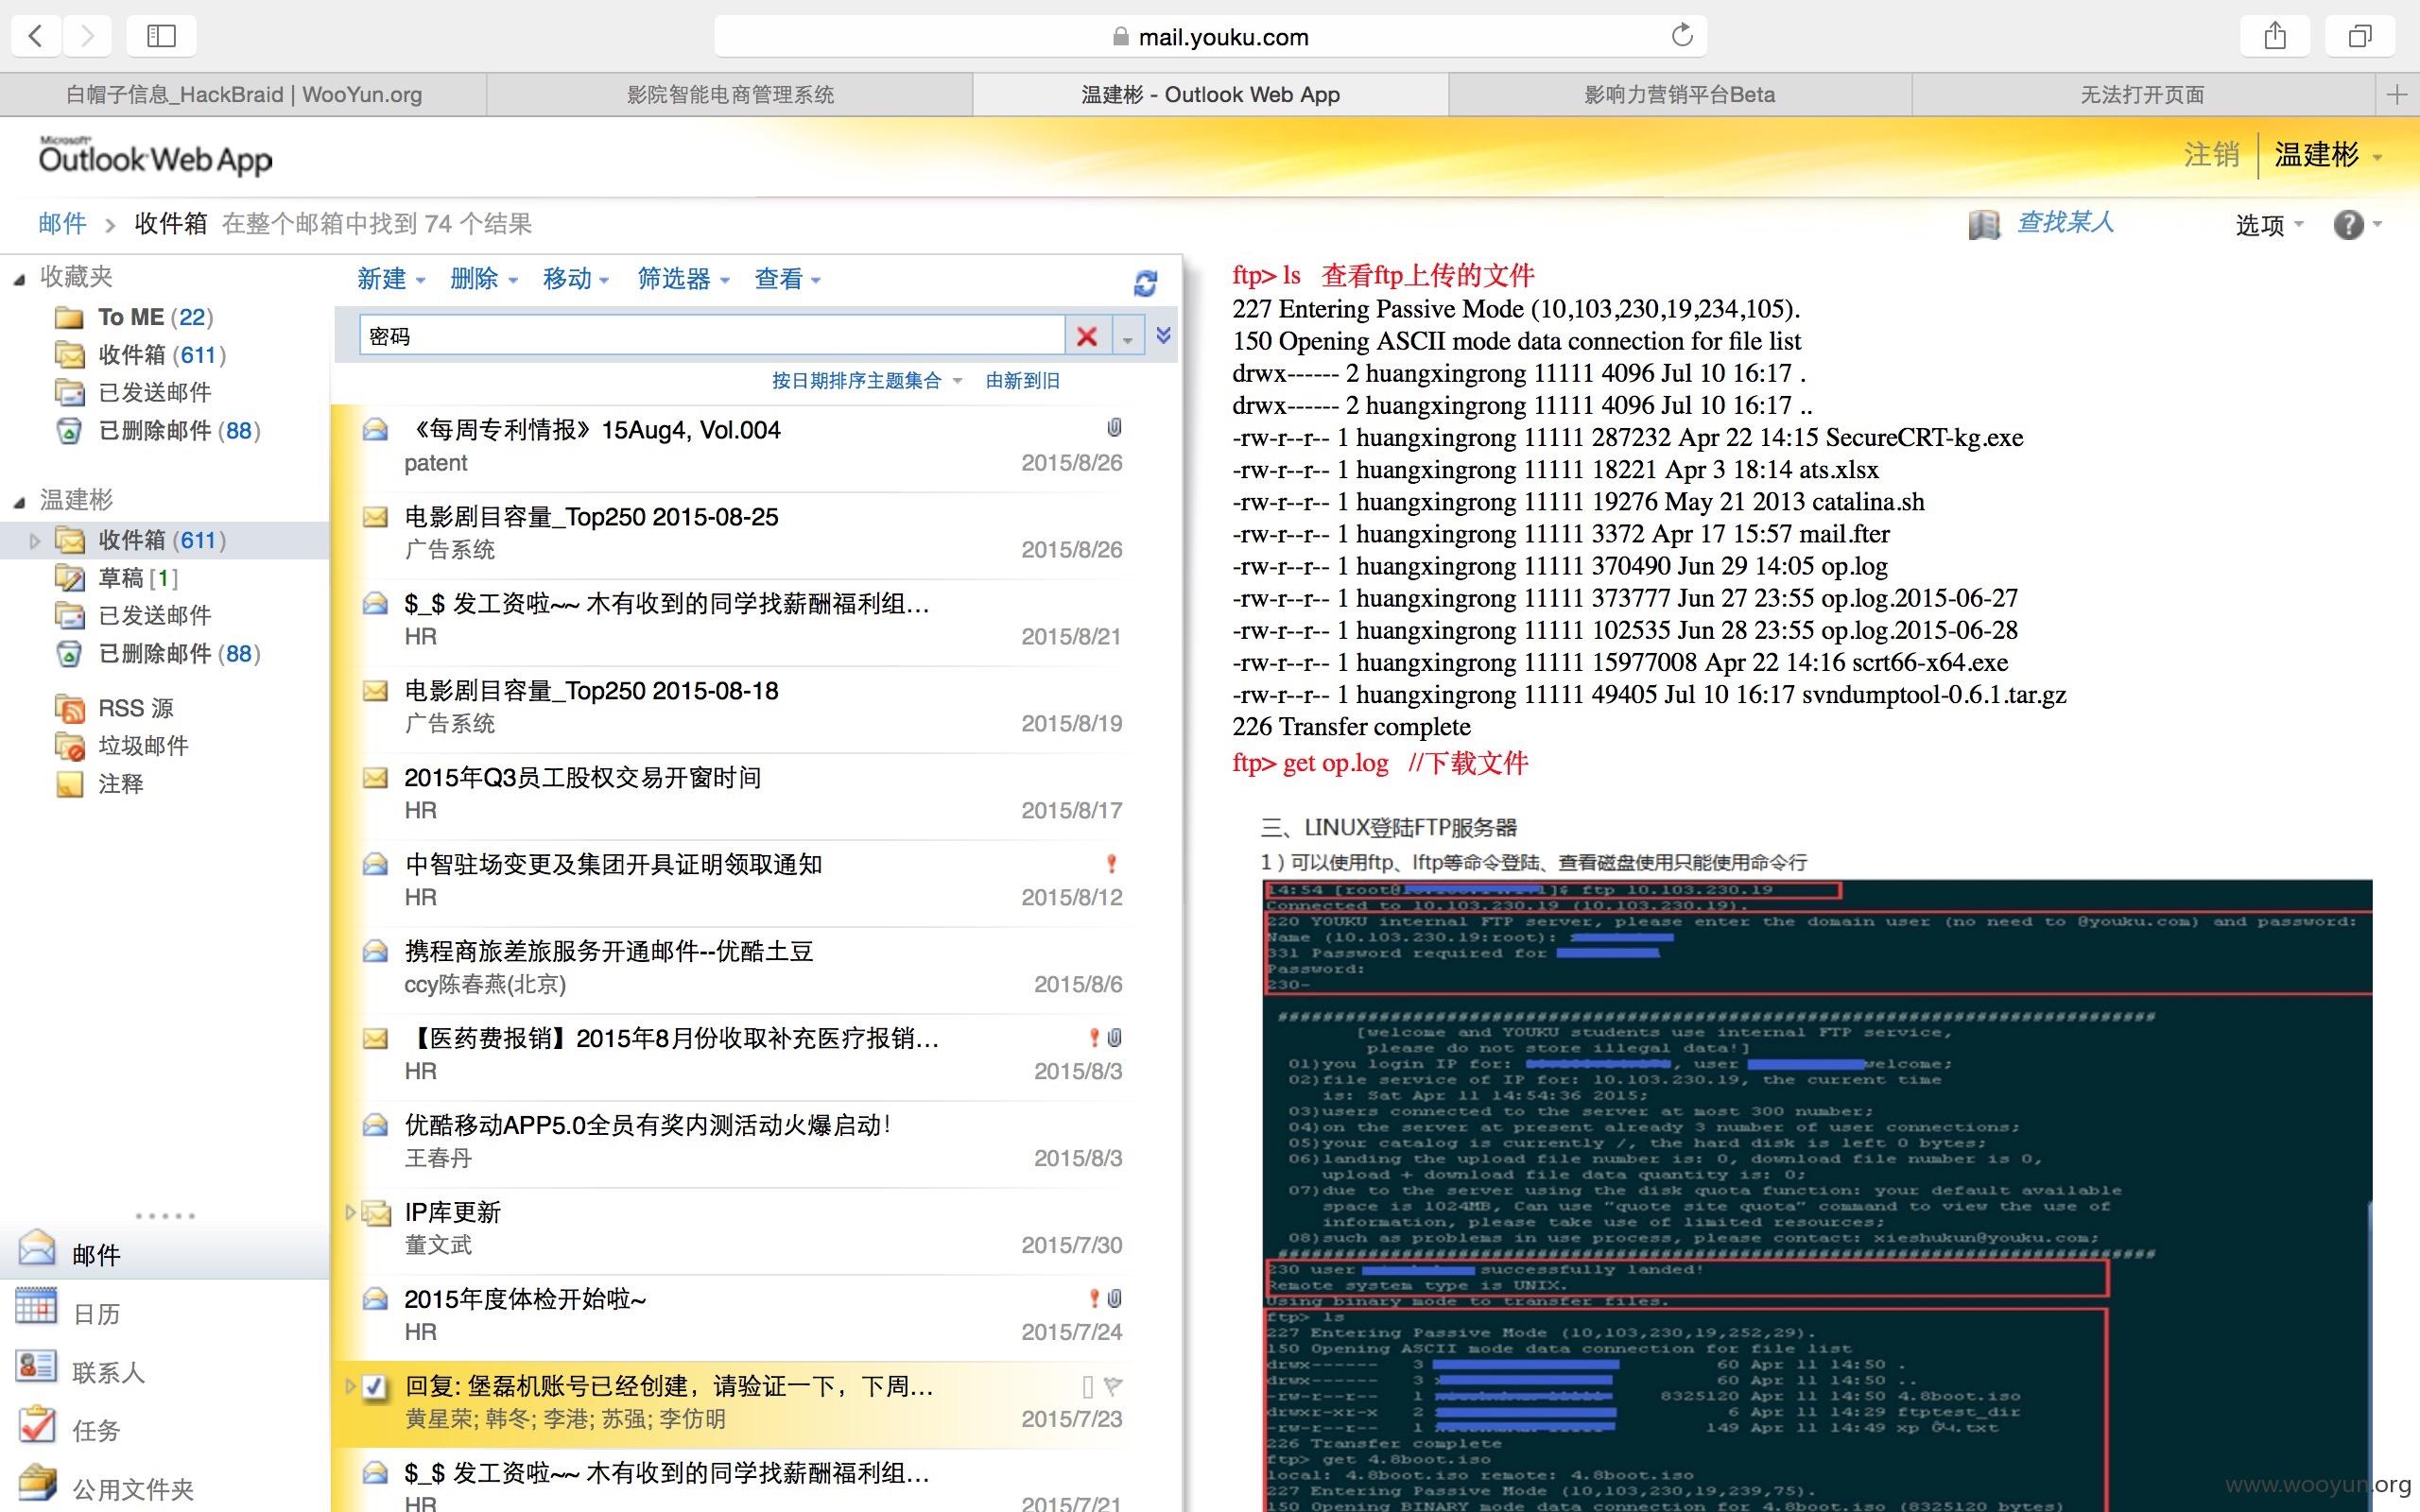 mail.youku.com
白帽子信息_HackBraid | WooYun.org
影院智能电商管理系统
温建彬 - Outlook Web App
影响力营销平台Beta
无法打开页面
Microsoft
Outlook Web App
注销
温建彬
邮件 > 收件箱 在整个邮箱中找到 74 个结果
查找某人
选项
收藏夹
To ME (22)
收件箱 (611)
已发送邮件
已删除邮件 (88)
温建彬
收件箱 (611)
草稿 [1]
已发送邮件
已删除邮件 (88)
RSS 源
垃圾邮件
注释
邮件
日历
联系人
任务
公用文件夹
新建 删除 移动 筛选器 查看
密码
按日期排序主题集合 由新到旧
《每周专利情报》15Aug4, Vol.004
patent 2015/8/26
电影剧目容量_Top250 2015-08-25
广告系统 2015/8/26
$_$ 发工资啦~~ 木有收到的同学找薪酬福利组...
HR 2015/8/21
电影剧目容量_Top250 2015-08-18
广告系统 2015/8/19
2015年Q3员工股权交易开窗时间
HR 2015/8/17
中智驻场变更及集团开具证明领取通知
HR 2015/8/12
携程商旅差旅服务开通邮件--优酷土豆
ccy陈春燕(北京) 2015/8/6
【医药费报销】2015年8月份收取补充医疗报销...
HR 2015/8/3
优酷移动APP5.0全员有奖内测活动火爆启动!
王春丹 2015/8/3
IP库更新
董文武 2015/7/30
2015年度体检开始啦~
HR 2015/7/24
回复: 堡磊机账号已经创建，请验证一下，下周...
黄星荣; 韩冬; 李港; 苏强; 李仿明 2015/7/23
$_$ 发工资啦~~ 木有收到的同学找薪酬福利组...
HR 2015/7/21
ftp> ls 查看ftp上传的文件
227 Entering Passive Mode (10,103,230,19,234,105).
150 Opening ASCII mode data connection for file list
drwx------ 2 huangxingrong 11111 4096 Jul 10 16:17 .
drwx------ 2 huangxingrong 11111 4096 Jul 10 16:17 ..
-rw-r--r-- 1 huangxingrong 11111 287232 Apr 22 14:15 SecureCRT-kg.exe
-rw-r--r-- 1 huangxingrong 11111 18221 Apr 3 18:14 ats.xlsx
-rw-r--r-- 1 huangxingrong 11111 19276 May 21 2013 catalina.sh
-rw-r--r-- 1 huangxingrong 11111 3372 Apr 17 15:57 mail.fter
-rw-r--r-- 1 huangxingrong 11111 370490 Jun 29 14:05 op.log
-rw-r--r-- 1 huangxingrong 11111 373777 Jun 27 23:55 op.log.2015-06-27
-rw-r--r-- 1 huangxingrong 11111 102535 Jun 28 23:55 op.log.2015-06-28
-rw-r--r-- 1 huangxingrong 11111 15977008 Apr 22 14:16 scrt66-x64.exe
-rw-r--r-- 1 huangxingrong 11111 49405 Jul 10 16:17 svndumptool-0.6.1.tar.gz
226 Transfer complete
ftp> get op.log //下载文件
三、LINUX登陆FTP服务器
1）可以使用ftp、lftp等命令登陆、查看磁盘使用只能使用命令行
14:54 [root@ ]$ ftp 10.103.230.19
Connected to 10.103.230.19 (10.103.230.19).
220 YOUKU internal FTP server, please enter the domain user (no need to @youku.com) and password:
Name (10.103.230.19:root):
331 Password required for
Password:
230-
################################################################################
[welcome and YOUKU students use internal FTP service,
please do not store illegal data!]
01)you login IP for: , user welcome;
02)file service of IP for: 10.103.230.19, the current time
is: Sat Apr 11 14:54:36 2015;
03)users connected to the server at most 300 number;
04)on the server at present already 3 number of user connections;
05)your catalog is currently /, the hard disk is left 0 bytes;
06)landing the upload file number is: 0, download file number is 0,
upload + download file data quantity is: 0;
07)due to the server using the disk quota function: your default available
space is 1024MB, Can use "quote site quota" command to view the use of
information, please take use of limited resources;
08)such as problems in use process, please contact: xieshukun@youku.com;
################################################################################
230 user successfully landed!
Remote system type is UNIX.
Using binary mode to transfer files.
ftp> ls
227 Entering Passive Mode (10,103,230,19,252,29).
150 Opening ASCII mode data connection for file list
drwx------ 3 60 Apr 11 14:50 .
drwx------ 3 60 Apr 11 14:50 ..
-rw-r--r-- 1 8325120 Apr 11 14:50 4.8boot.iso
drwxr-xr-x 2 6 Apr 11 14:29 ftptest_dir
-rw-r--r-- 1 149 Apr 11 14:49 xp
226 Transfer complete
ftp> get 4.8boot.iso
local: 4.8boot.iso remote: 4.8boot.iso
227 Entering Passive Mode (10,103,230,19,239,75).
150 Opening BINARY mode data connection for 4.8boot.iso (8325120 bytes)
www.wooyun.org